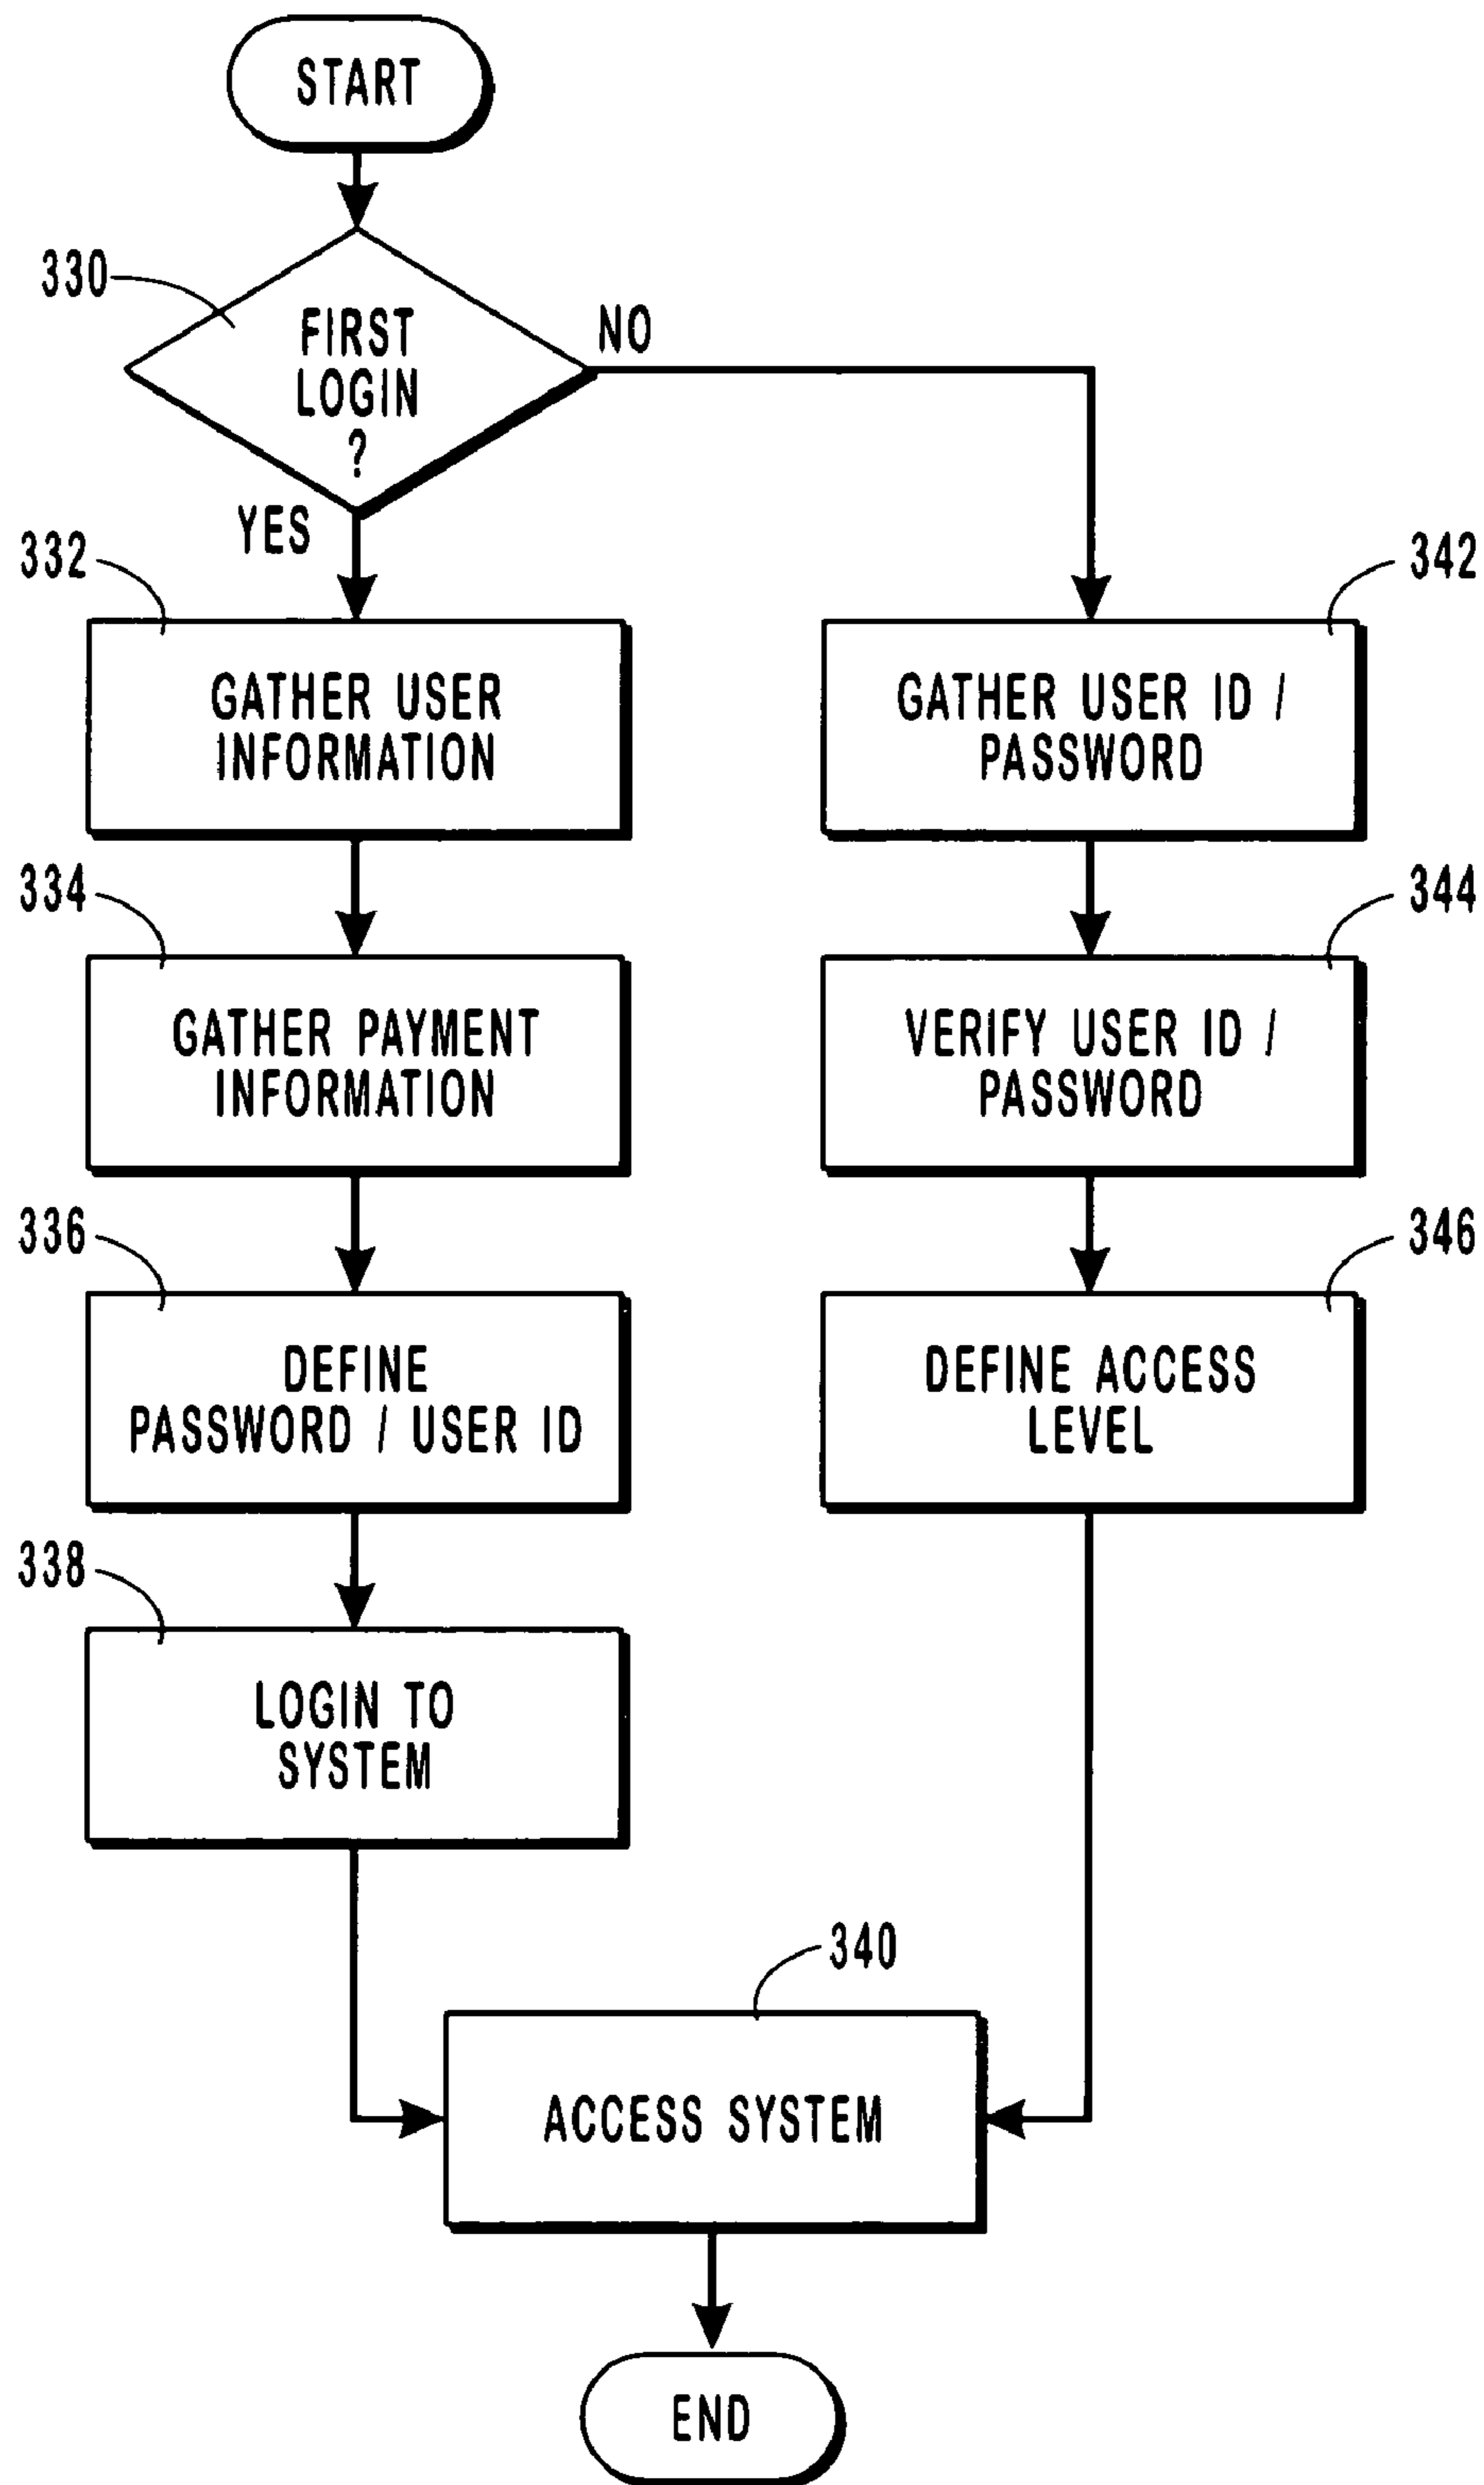 START
330
FIRST
LOGIN
?
NO
YES
332
GATHER USER
INFORMATION
334
GATHER PAYMENT
INFORMATION
336
DEFINE
PASSWORD / USER ID
338
LOGIN TO
SYSTEM
342
GATHER USER ID /
PASSWORD
344
VERIFY USER ID /
PASSWORD
346
DEFINE ACCESS
LEVEL
340
ACCESS SYSTEM
END